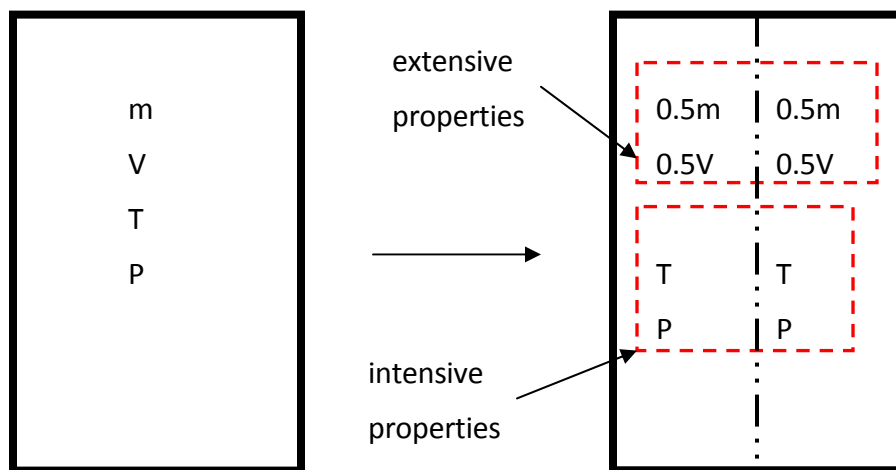 m
V
T
P
extensive
properties
0.5m 0.5m
0.5V 0.5V
T T
P P
intensive
properties